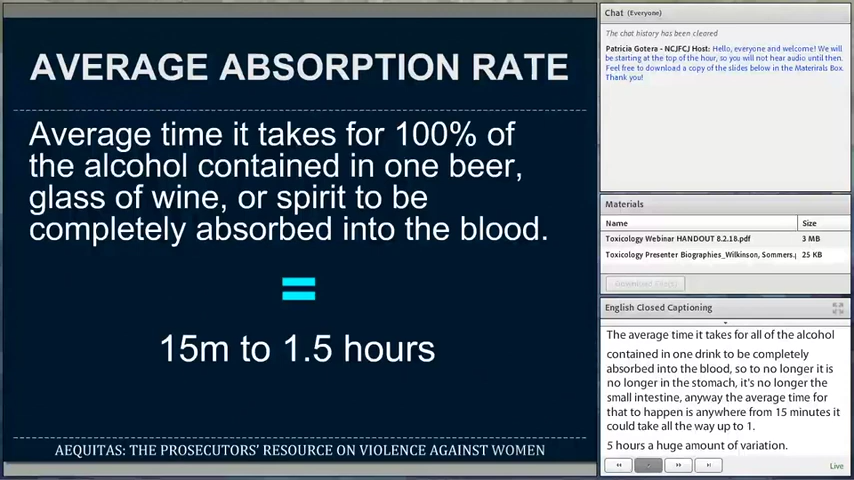 AVERAGE ABSORPTION RATE
Average time it takes for 100% of
the alcohol contained in one beer,
glass of wine, or spirit to be
completely absorbed into the blood.
=
15m to 1.5 hours
AEQUITAS: THE PROSECUTORS' RESOURCE ON VIOLENCE AGAINST WOMEN
Chat (Everyone)
The chat history has been cleared
Patricia Gotera - NCJFCJ Host: Hello, everyone and welcome! We will
be starting at the top of the hour, so you will not hear audio until then.
Feel free to download a copy of the slides below in the Materirals Box.
Thank you!
Materials
Name Size
Toxicology Webinar HANDOUT 8.2.18.pdf 3 MB
Toxicology Presenter Biographies_Wilkinson, Sommers.p 25 KB
English Closed Captioning
The average time it takes for all of the alcohol
contained in one drink to be completely
absorbed into the blood, so to no longer it is
no longer in the stomach, it's no longer the
small intestine, anyway the average time for
that to happen is anywhere from 15 minutes it
could take all the way up to 1.
5 hours a huge amount of variation.
Live